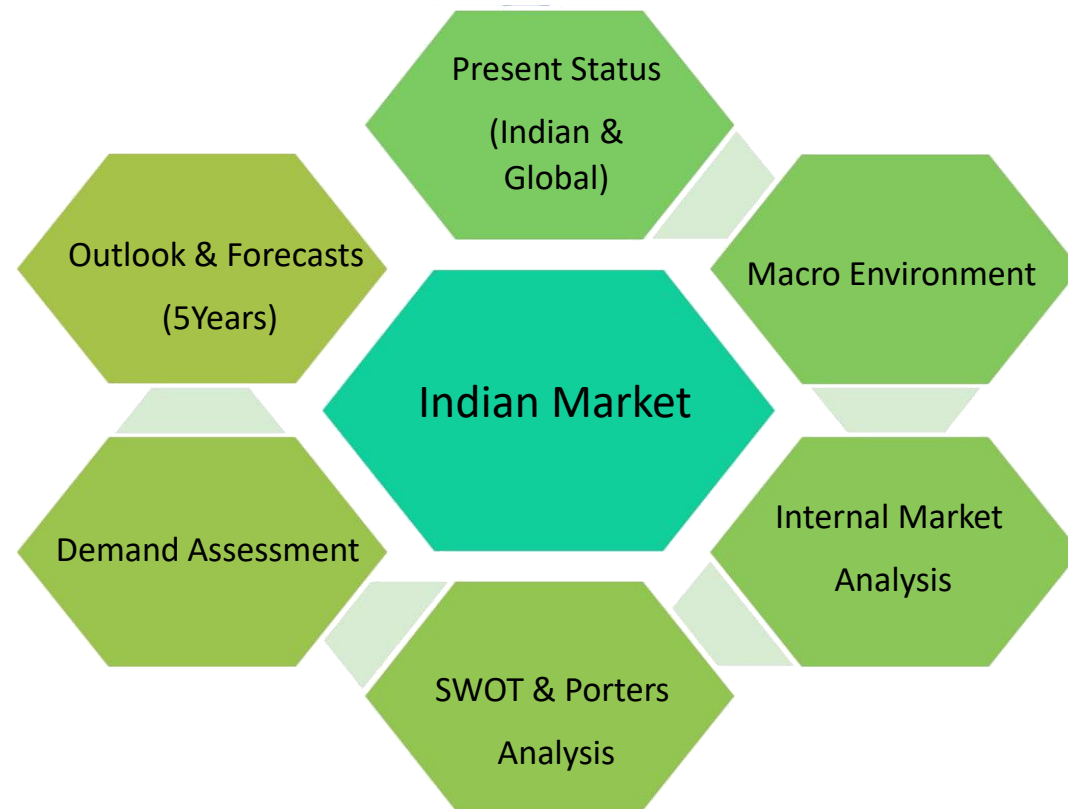 Present Status
(Indian &
Global)
Macro Environment
Internal Market
Analysis
SWOT & Porters
Analysis
Demand Assessment
Outlook & Forecasts
(5Years)
Indian Market